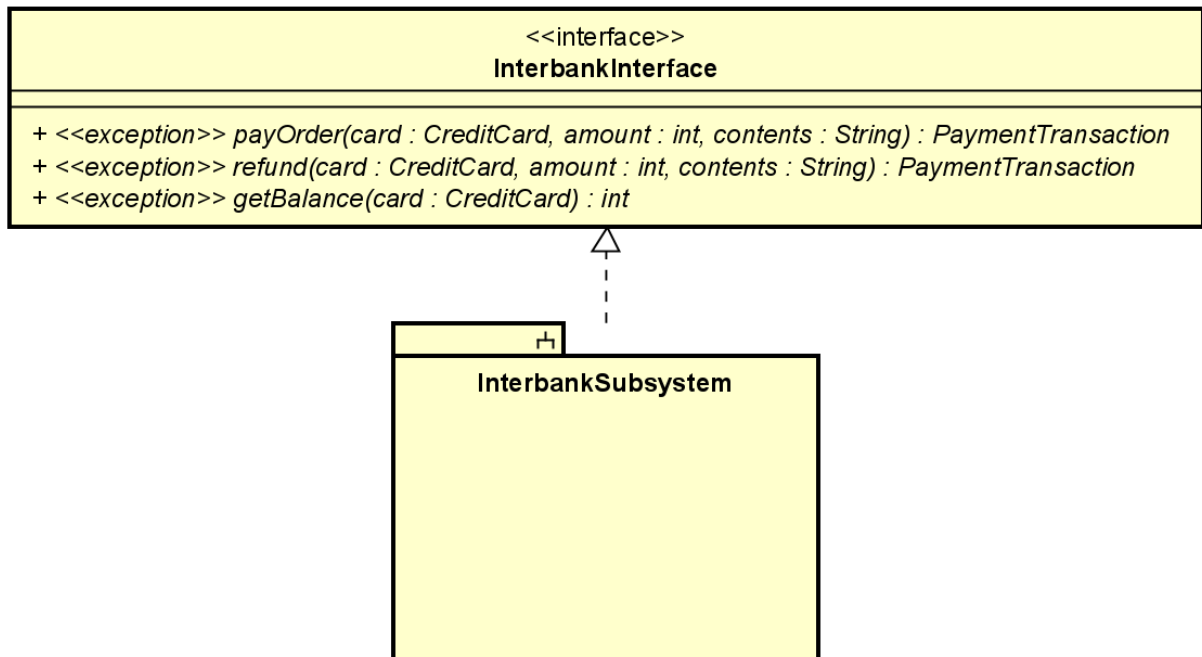 <<interface>>
InterbankInterface
+ <<exception>> payOrder(card : CreditCard, amount : int, contents : String) : PaymentTransaction
+ <<exception>> refund(card : CreditCard, amount : int, contents : String) : PaymentTransaction
+ <<exception>> getBalance(card : CreditCard) : int
InterbankSubsystem